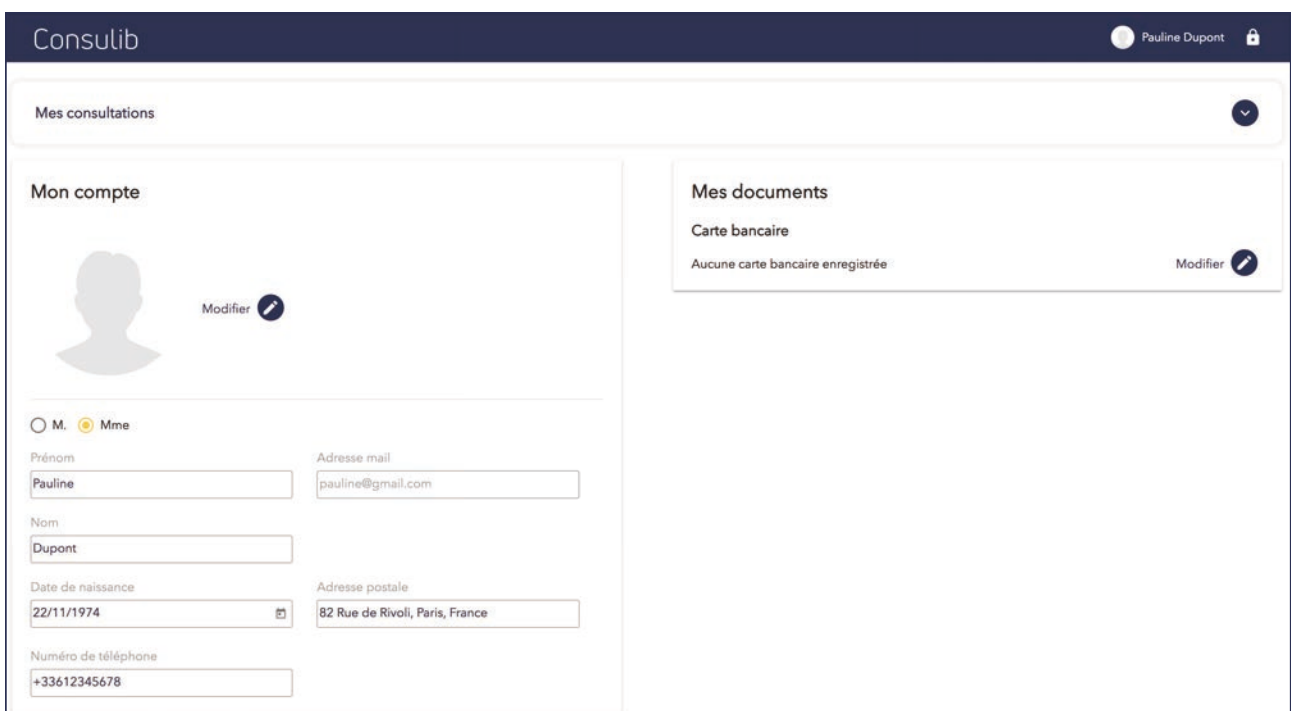 Consulib
Pauline Dupont
Mes consultations
Mon compte
Modifier
M. Mme
Prénom
Pauline
Adresse mail
pauline@gmail.com
Nom
Dupont
Date de naissance
22/11/1974
Adresse postale
82 Rue de Rivoli, Paris, France
Numéro de téléphone
+33612345678
Mes documents
Carte bancaire
Aucune carte bancaire enregistrée
Modifier